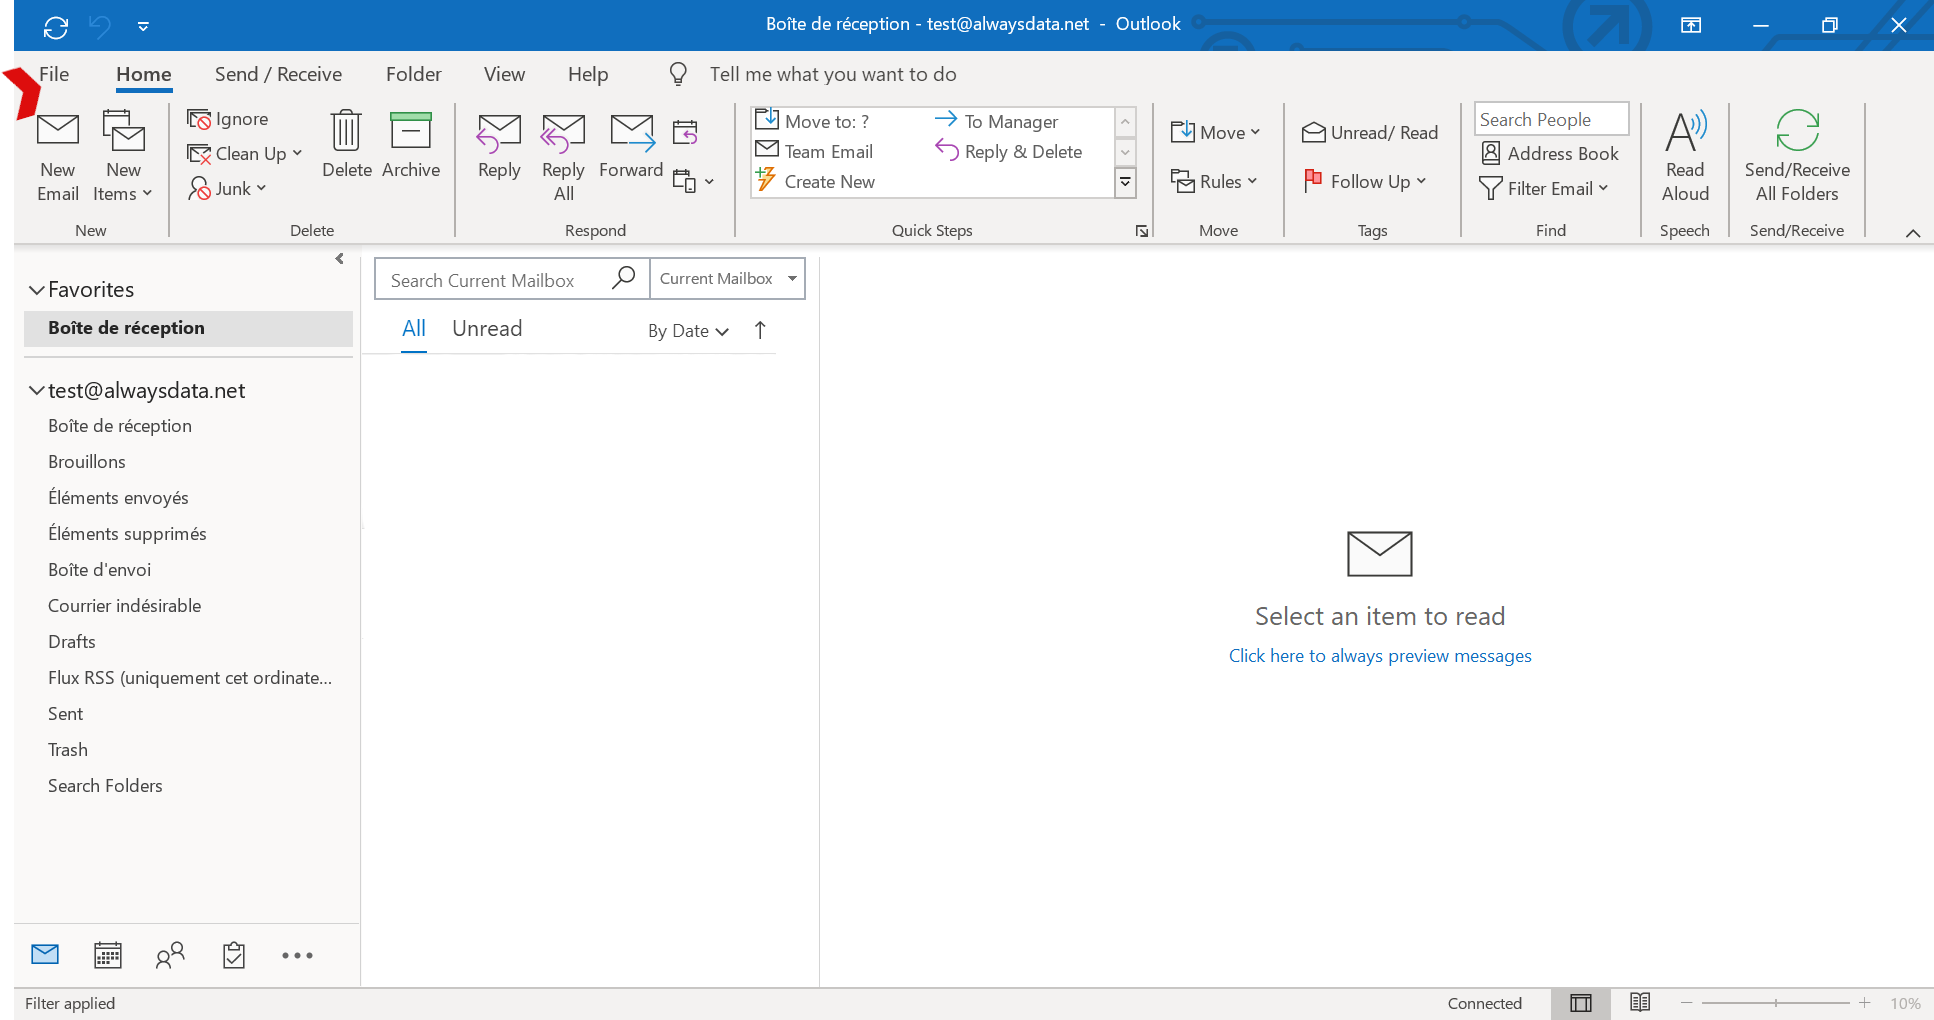 Boîte de réception - test@alwaysdata.net - Outlook
File Home Send / Receive Folder View Help Tell me what you want to do
New Email
New Items
Ignore
Clean Up
Junk
Delete
Archive
Reply
Reply All
Forward
Move to: ?
To Manager
Team Email
Reply & Delete
Create New
Move
Rules
Unread/ Read
Follow Up
Search People
Address Book
Filter Email
Read Aloud
Send/Receive All Folders
New Delete Respond Quick Steps Move Tags Find Speech Send/Receive
Favorites
Boîte de réception
test@alwaysdata.net
Boîte de réception
Brouillons
Éléments envoyés
Éléments supprimés
Boîte d'envoi
Courrier indésirable
Drafts
Flux RSS (uniquement cet ordinate...
Sent
Trash
Search Folders
Search Current Mailbox
Current Mailbox
All Unread By Date
Select an item to read
Click here to always preview messages
Filter applied
Connected
10%